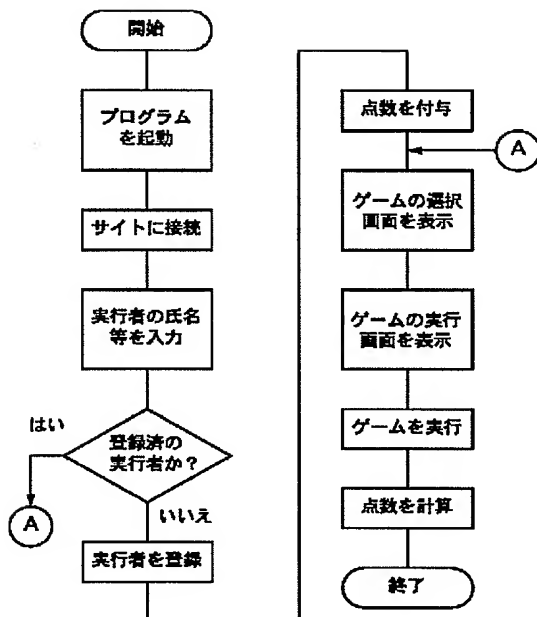 開始
プログラム
を起動
サイトに接続
実行者の氏名
等を入力
はい
登録済の
実行者か？
A
いいえ
実行者を登録
点数を付与
A
ゲームの選択
画面を表示
ゲームの実行
画面を表示
ゲームを実行
点数を計算
終了